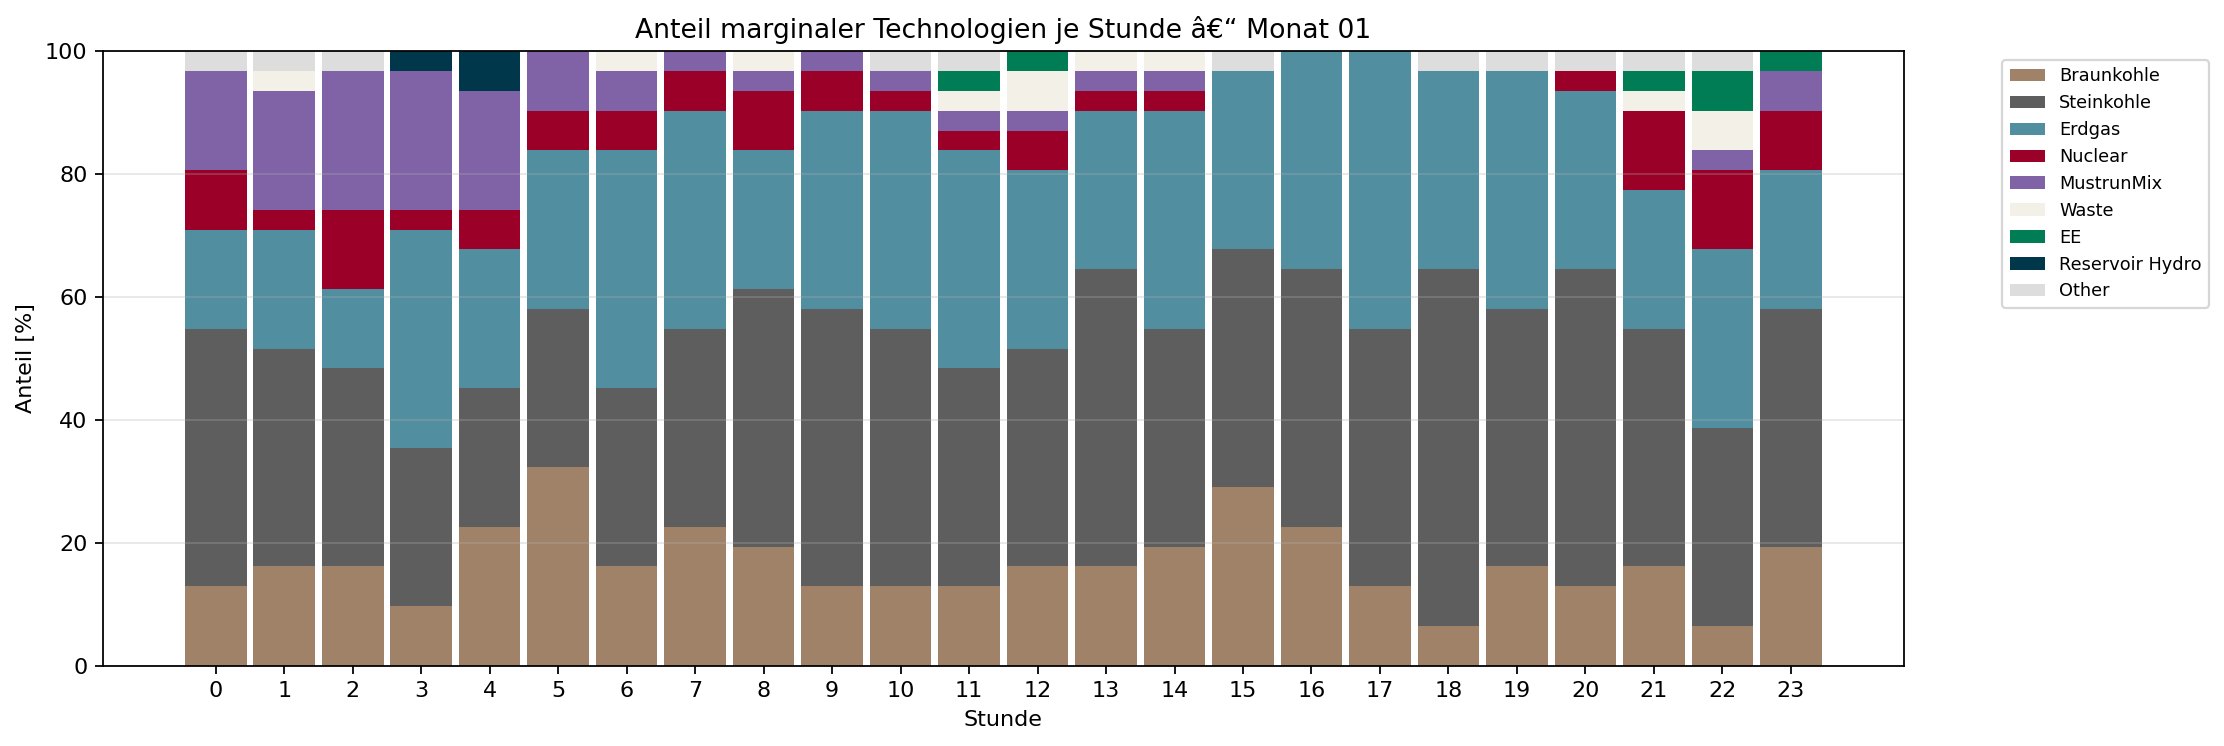 Anteil marginaler Technologien je Stunde â€“ Monat 01
Anteil [%]
100
80
60
40
20
0
0 1 2 3 4 5 6 7 8 9 10 11 12 13 14 15 16 17 18 19 20 21 22 23
Stunde
Braunkohle
Steinkohle
Erdgas
Nuclear
MustrunMix
Waste
EE
Reservoir Hydro
Other